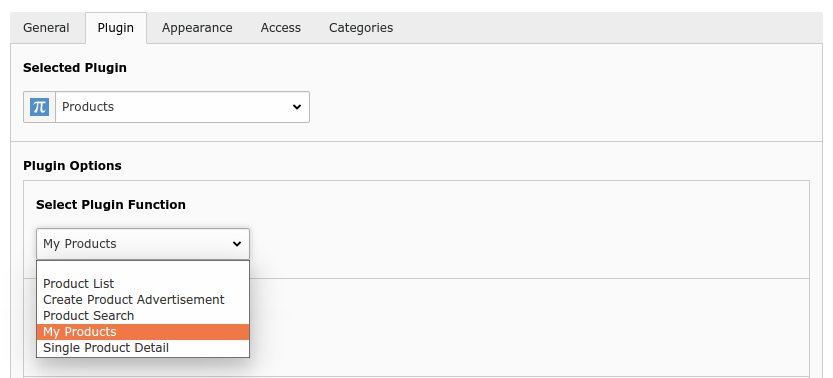 General Plugin Appearance Access Categories
Selected Plugin
π Products
Plugin Options
Select Plugin Function
My Products
Product List
Create Product Advertisement
Product Search
My Products
Single Product Detail